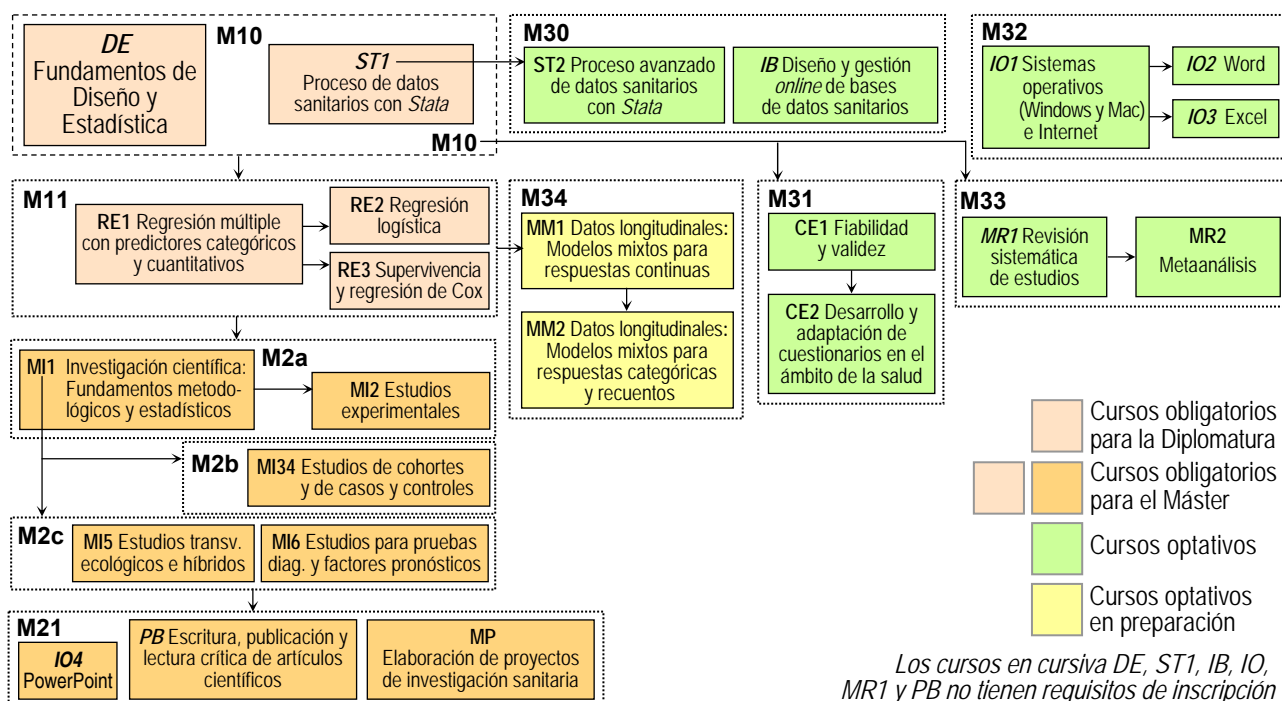 M10
DE
Fundamentos de
Diseño y
Estadística
ST1
Proceso de datos
sanitarios con Stata
M10
M30
ST2 Proceso avanzado
de datos sanitarios
con Stata
IB Diseño y gestión
online de bases
de datos sanitarios
M32
IO1 Sistemas
operativos
(Windows y Mac)
e Internet
IO2 Word
IO3 Excel
M11
RE1 Regresión múltiple
con predictores categóricos
y cuantitativos
RE2 Regresión
logística
RE3 Supervivencia
y regresión de Cox
M34
MM1 Datos longitudinales:
Modelos mixtos para
respuestas continuas
MM2 Datos longitudinales:
Modelos mixtos para
respuestas categóricas
y recuentos
M31
CE1 Fiabilidad
y validez
CE2 Desarrollo y
adaptación de
cuestionarios en el
ámbito de la salud
M33
MR1 Revisión
sistemática
de estudios
MR2
Metaanálisis
M2a
MI1 Investigación científica:
Fundamentos metodo-
lógicos y estadísticos
MI2 Estudios
experimentales
M2b
MI34 Estudios de cohortes
y de casos y controles
M2c
MI5 Estudios transv.
ecológicos e híbridos
MI6 Estudios para pruebas
diag. y factores pronósticos
M21
IO4
PowerPoint
PB Escritura, publicación y
lectura crítica de artículos
científicos
MP
Elaboración de proyectos
de investigación sanitaria
Cursos obligatorios
para la Diplomatura
Cursos obligatorios
para el Máster
Cursos optativos
Cursos optativos
en preparación
Los cursos en cursiva DE, ST1, IB, IO,
MR1 y PB no tienen requisitos de inscripción